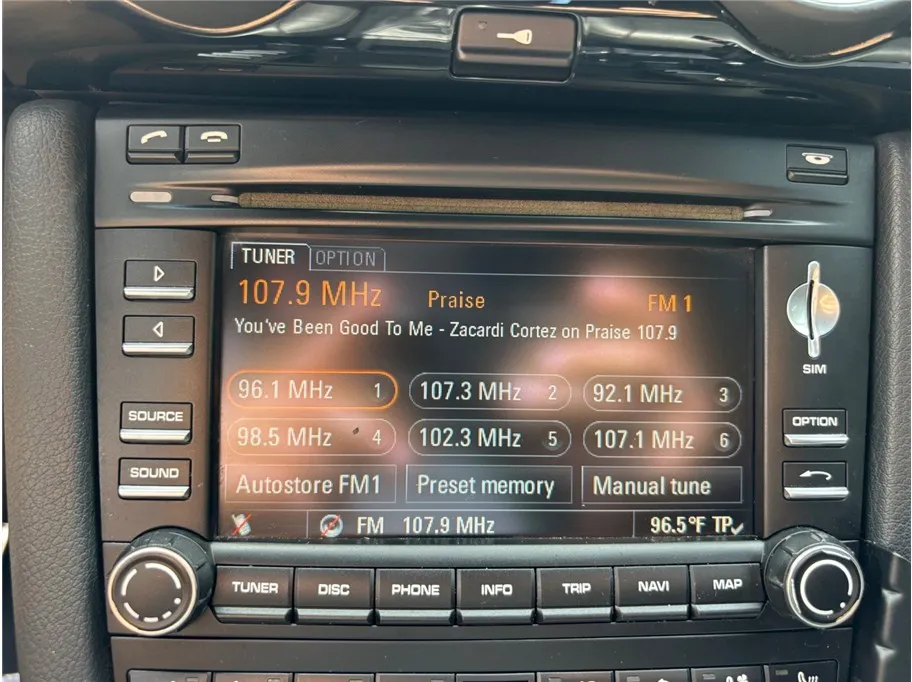 TUNER OPTION
107.9 MHz Praise FM 1
You've Been Good To Me - Zacardi Cortez on Praise 107.9
96.1 MHz 1 107.3 MHz 2 92.1 MHz 3
98.5 MHz 4 102.3 MHz 5 107.1 MHz 6
Autostore FM1 Preset memory Manual tune
FM 107.9 MHz 96.5°F TP
SOURCE
SOUND
SIM
OPTION
TUNER DISC PHONE INFO TRIP NAVI MAP